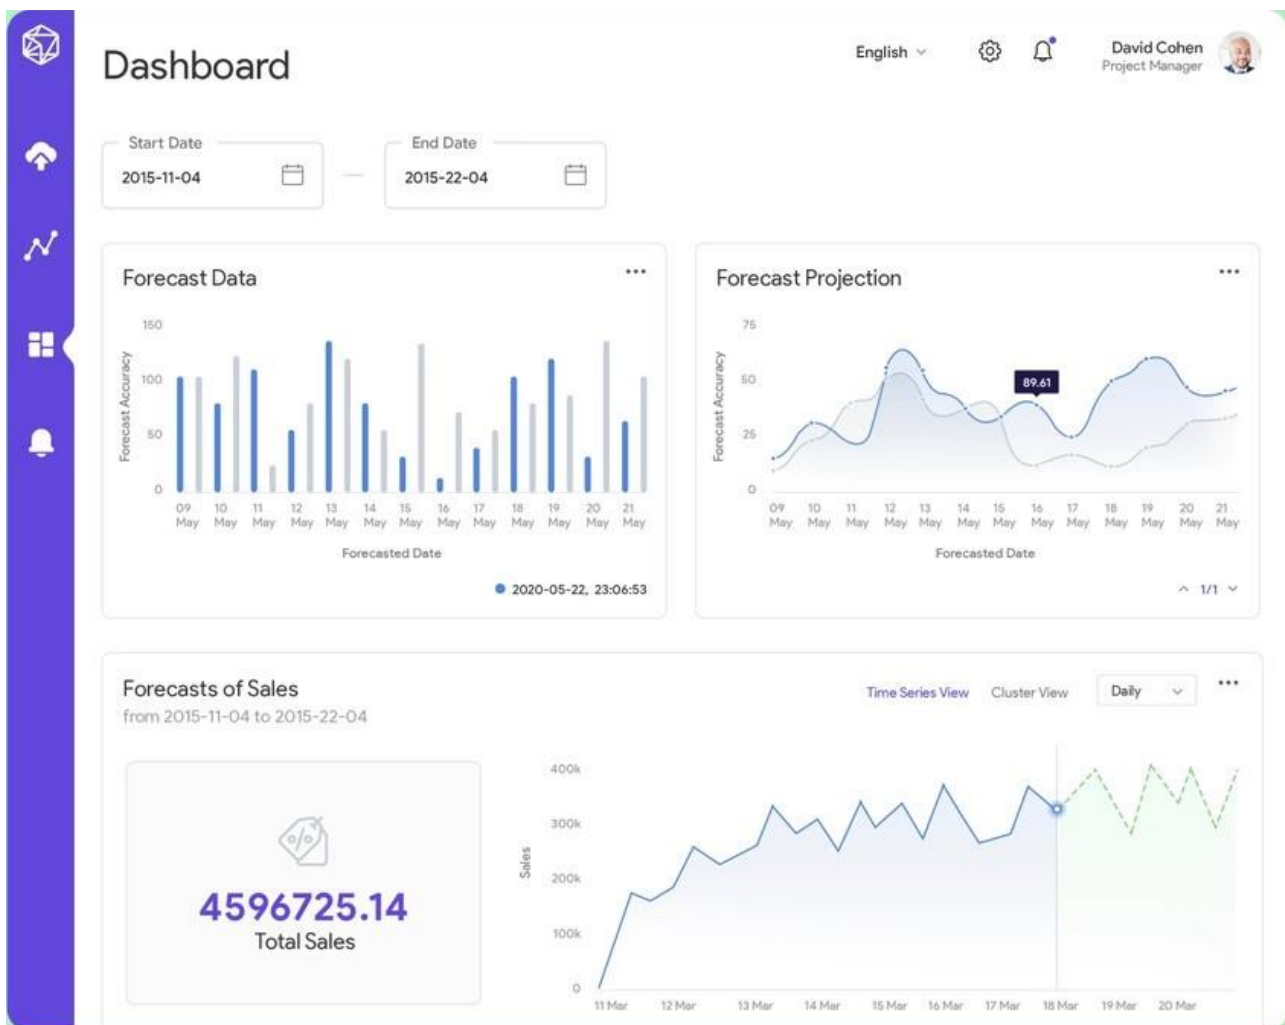 Dashboard
English
David Cohen
Project Manager
Start Date
2015-11-04
End Date
2015-22-04
Forecast Data
150
100
50
0
Forecast Accuracy
09 May
10 May
11 May
12 May
13 May
14 May
15 May
16 May
17 May
18 May
19 May
20 May
21 May
Forecasted Date
2020-05-22, 23:06:53
Forecast Projection
75
50
25
0
Forecast Accuracy
89.61
09 May
10 May
11 May
12 May
13 May
14 May
15 May
16 May
17 May
18 May
19 May
20 May
21 May
Forecasted Date
1/1
Forecasts of Sales
from 2015-11-04 to 2015-22-04
Time Series View
Cluster View
Daily
4596725.14
Total Sales
400k
300k
200k
100k
0
Sales
11 Mar
12 Mar
13 Mar
14 Mar
15 Mar
16 Mar
17 Mar
18 Mar
19 Mar
20 Mar